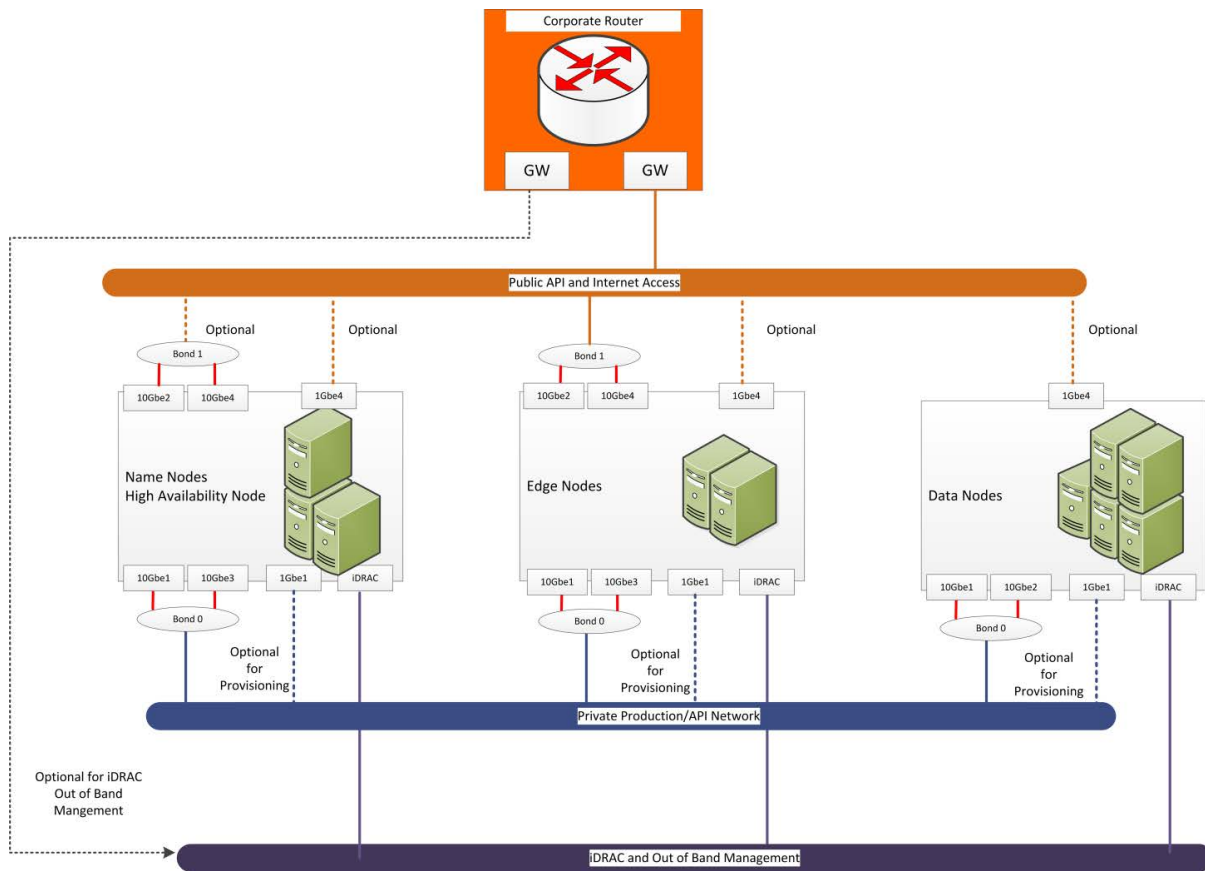 Corporate Router
GW
GW
Public API and Internet Access
Optional
Optional
Optional
Optional
Bond 1
Bond 1
10Gbe2
10Gbe4
1Gbe4
10Gbe2
10Gbe4
1Gbe4
1Gbe4
Name Nodes
High Availability Node
Edge Nodes
Data Nodes
10Gbe1
10Gbe3
1Gbe1
iDRAC
10Gbe1
10Gbe3
1Gbe1
iDRAC
10Gbe1
10Gbe2
1Gbe1
iDRAC
Bond 0
Bond 0
Bond 0
Optional
for
Provisioning
Optional
for
Provisioning
Optional
for
Provisioning
Private Production/API Network
Optional for iDRAC
Out of Band
Mangement
iDRAC and Out of Band Management